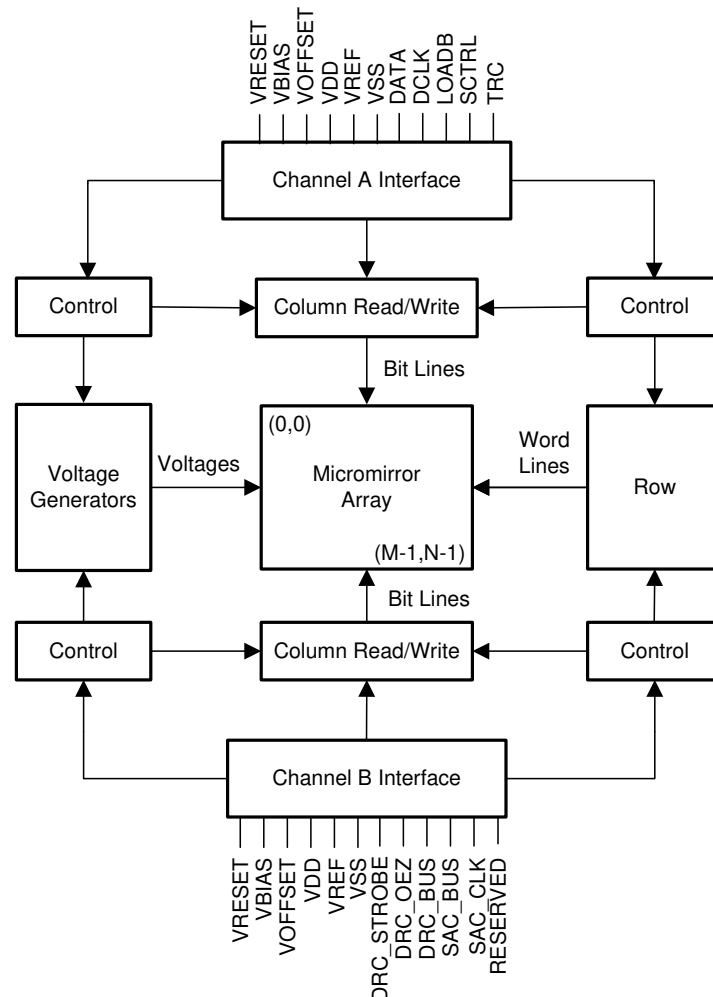 VRESET
VBIAS
VOFFSET
VDD
VREF
VSS
DATA
DCLK
LOADB
SCTRL
TRC
Channel A Interface
Control
Column Read/Write
Control
Bit Lines
(0,0)
Voltage
Generators
Voltages
Micromirror
Array
Word
Lines
Row
(M-1,N-1)
Bit Lines
Control
Column Read/Write
Control
Channel B Interface
VRESET
VBIAS
VOFFSET
VDD
VREF
VSS
DRC_STROBE
DRC_OEZ
DRC_BUS
SAC_BUS
SAC_CLK
RESERVED